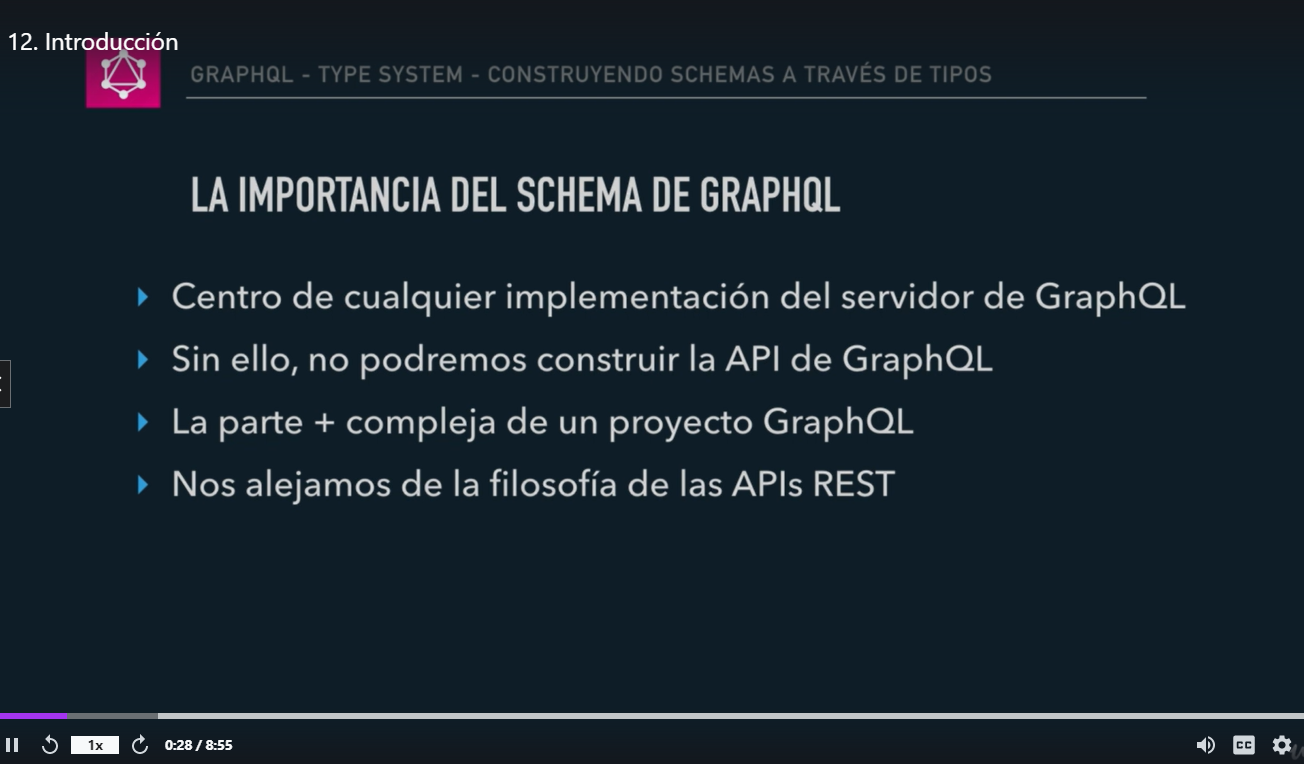 12. Introducción
GRAPHQL - TYPE SYSTEM - CONSTRUYENDO SCHEMAS A TRAVÉS DE TIPOS
LA IMPORTANCIA DEL SCHEMA DE GRAPHQL
Centro de cualquier implementación del servidor de GraphQL
Sin ello, no podremos construir la API de GraphQL
La parte + compleja de un proyecto GraphQL
Nos alejamos de la filosofía de las APIs REST
1x 0:28 / 8:55 CC